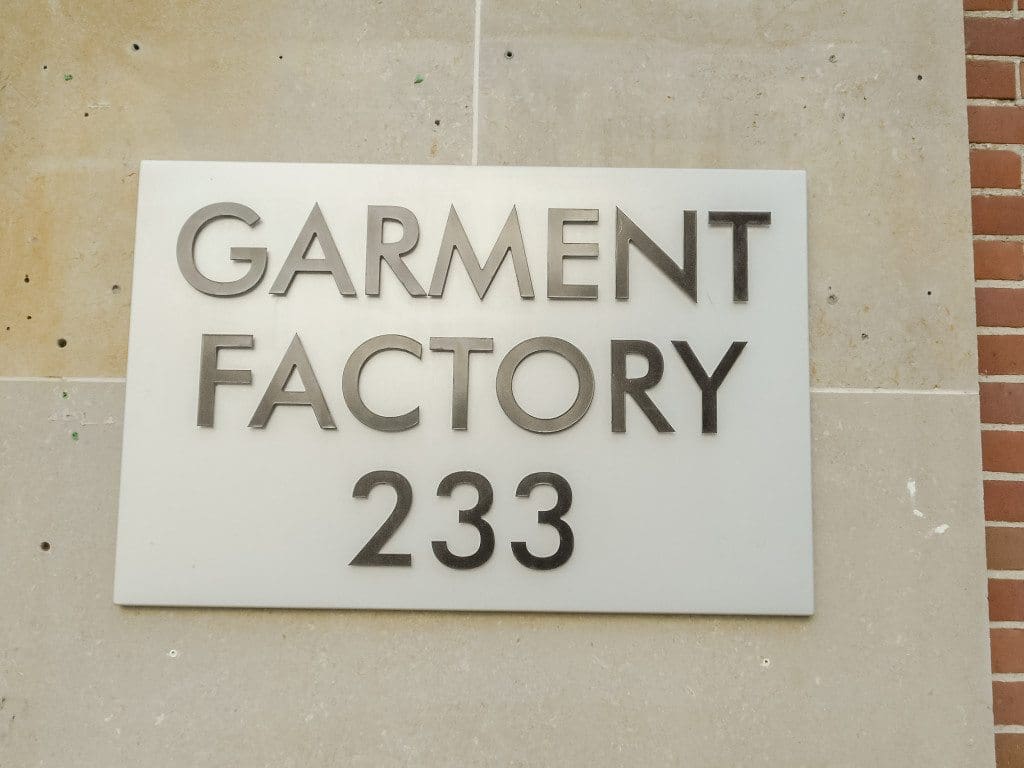 GARMENT
FACTORY
233